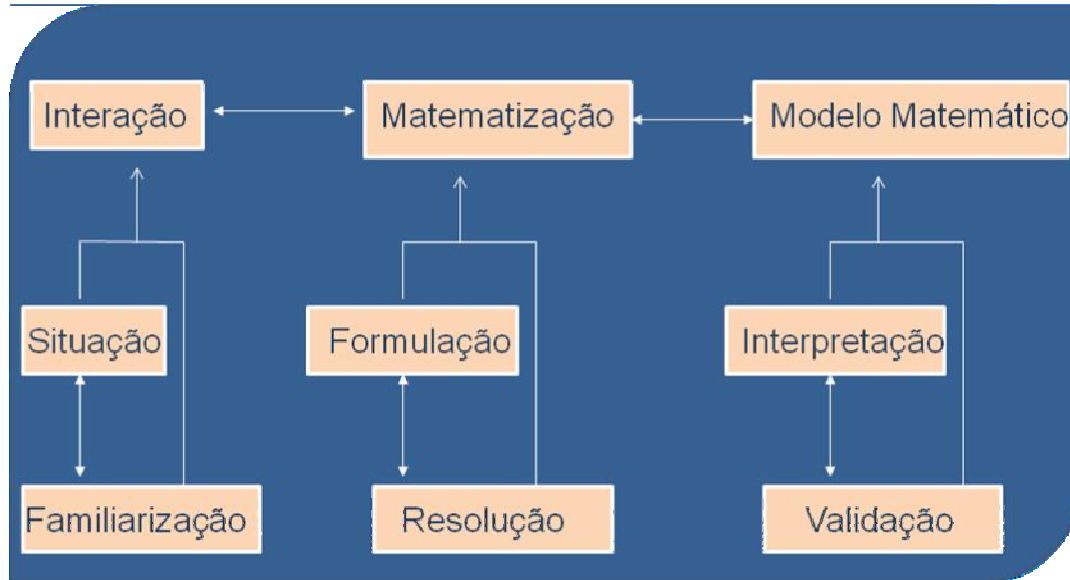 Interação
Matematização
Modelo Matemático
Situação
Formulação
Interpretação
Familiarização
Resolução
Validação